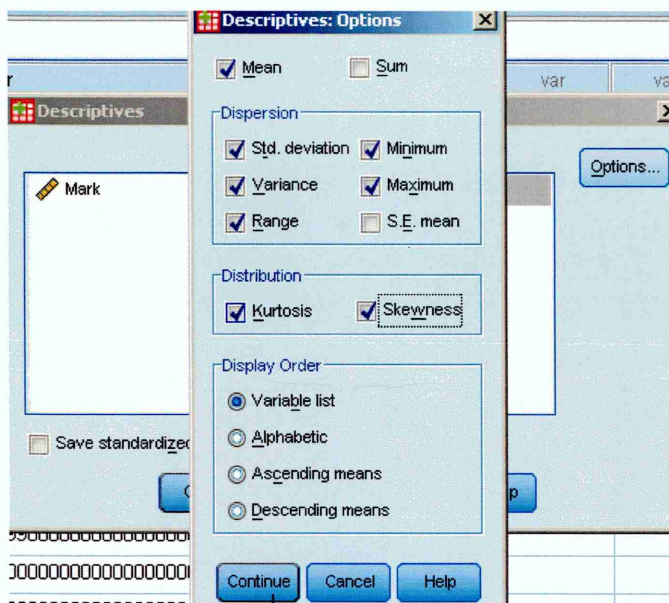 Descriptives: Options
Mean
Sum
r
var
va
Descriptives
Dispersion
Std. deviation
Minimum
Options...
Mark
Variance
Maximum
Range
S.E. mean
Distribution
Kurtosis
Skewness
Display Order
Variable list
Alphabetic
Save standardized
Ascending means
Descending means
p
Continue
Cancel
Help